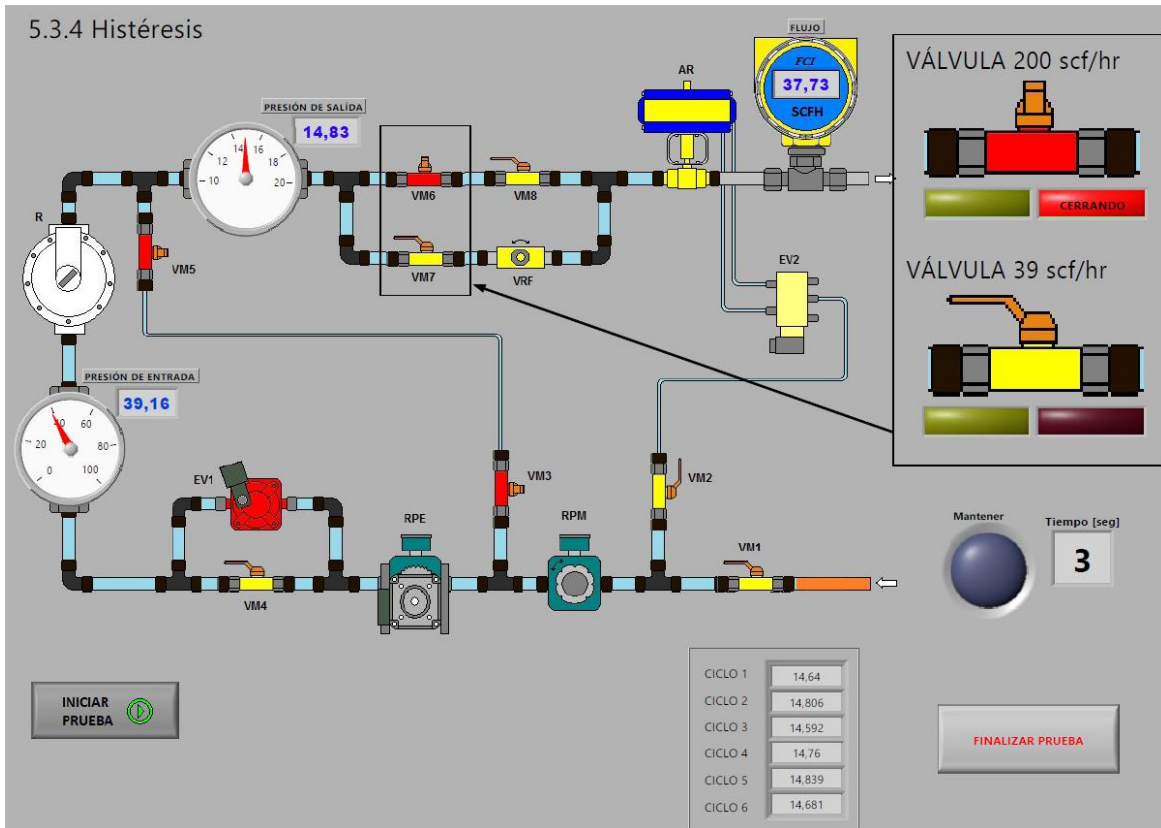 5.3.4 Histéresis
FLUJO
FCI
37,73
SCFH
AR
VÁLVULA 200 scf/hr
CERRANDO
VÁLVULA 39 scf/hr
PRESIÓN DE SALÍDA
14,83
10
12
14
16
18
20
VM6
VM8
VM7
VRF
R
VM5
EV2
PRESIÓN DE ENTRADA
39,16
0
20
40
60
80
100
EV1
VM3
VM2
RPE
RPM
VM1
VM4
Mantener
Tiempo [seg]
3
INICIAR
PRUEBA
CICLO 1 14,64
CICLO 2 14,806
CICLO 3 14,592
CICLO 4 14,76
CICLO 5 14,839
CICLO 6 14,681
FINALIZAR PRUEBA